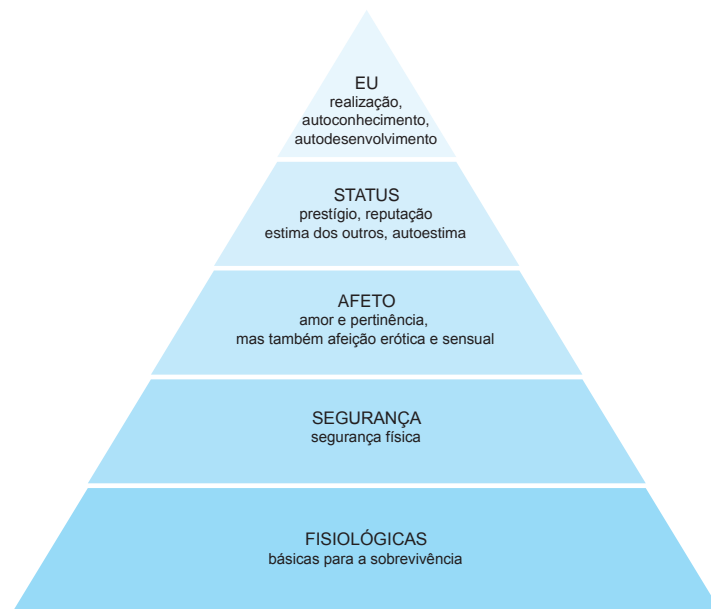 EU
realização,
autoconhecimento,
autodesenvolvimento
STATUS
prestígio, reputação
estima dos outros, autoestima
AFETO
amor e pertinência,
mas também afeição erótica e sensual
SEGURANÇA
segurança física
FISIOLÓGICAS
básicas para a sobrevivência